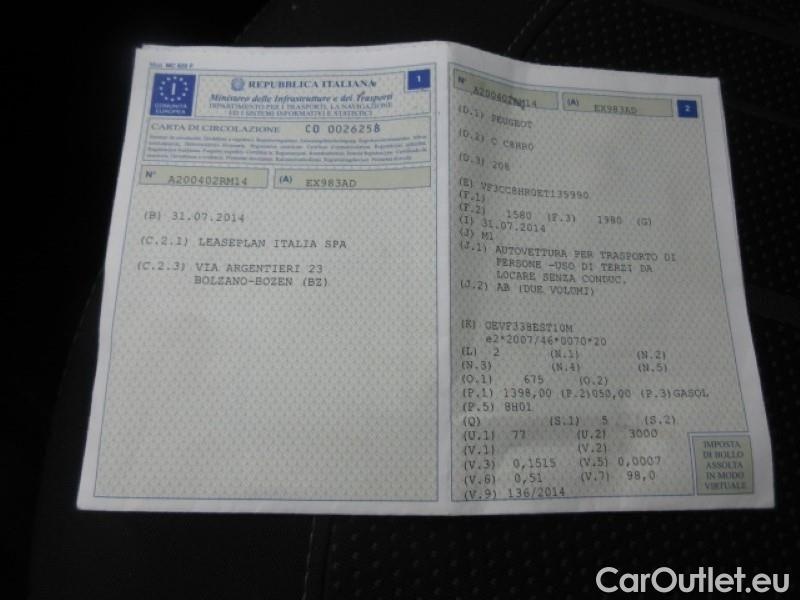 Mod. MC 820 F
I
COMUNITÀ
EUROPEA
REPUBBLICA ITALIANA
1
Ministero delle Infrastrutture e dei Trasporti
DIPARTIMENTO PER I TRASPORTI, LA NAVIGAZIONE
ED I SISTEMI INFORMATIVI E STATISTICI
CARTA DI CIRCOLAZIONE CO 0026258
N° A200402RM14 (A) EX983AD
(B) 31.07.2014
(C.2.1) LEASEPLAN ITALIA SPA
(C.2.3) VIA ARGENTIERI 23
BOLZANO-BOZEN (BZ)
N° A200402RM14 (A) EX983AD 2
(D.1) PEUGEOT
(D.2) C C8HR0
(D.3) 208
(E) VF3CC8HR0ET135990
(F.1)
(F.2) 1580 (F.3) 1980 (G)
(I) 31.07.2014
(J) M1
(J.1) AUTOVETTURA PER TRASPORTO DI
PERSONE -USO DI TERZI DA
LOCARE SENZA CONDUC.
(J.2) AB (DUE VOLUMI)
(K) OEVF338EST10M
e2*2007/46*0070*20
(L) 2 (N.1) (N.2)
(N.3) (N.4) (N.5)
(O.1) 675 (O.2)
(P.1) 1398,00 (P.2)050,00 (P.3)GASOL
(P.5) 8H01
(Q) (S.1) 5 (S.2)
(U.1) 77 (U.2) 3000
(V.1) (V.2)
(V.3) 0,1515 (V.5) 0,0007
(V.6) 0,51 (V.7) 98,0
(V.9) 136/2014
IMPOSTA
DI BOLLO
ASSOLTA
IN MODO
VIRTUALE
CarOutlet.eu